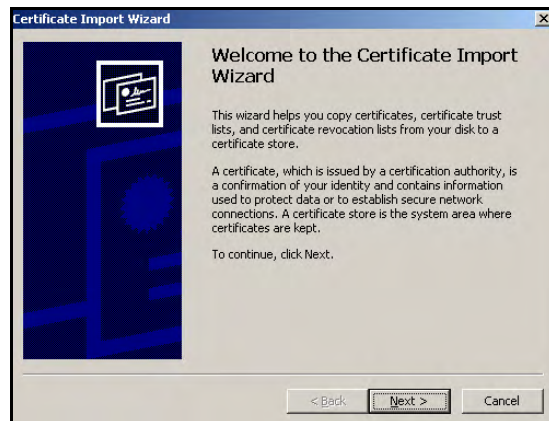 Certificate Import Wizard
Welcome to the Certificate Import
Wizard
This wizard helps you copy certificates, certificate trust
lists, and certificate revocation lists from your disk to a
certificate store.
A certificate, which is issued by a certification authority, is
a confirmation of your identity and contains information
used to protect data or to establish secure network
connections. A certificate store is the system area where
certificates are kept.
To continue, click Next.
< Back Next > Cancel